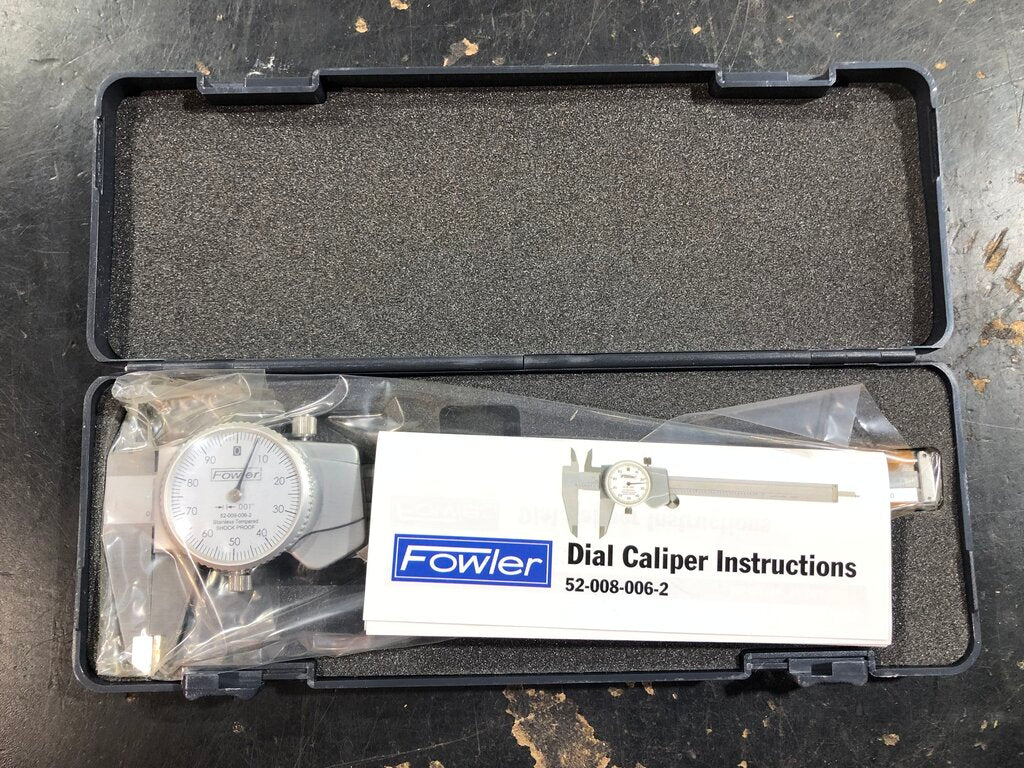 0
90 10
Fowler
80 20
.001"
70 30
52-008-006-2
Stainless Tempered
SHOCK PROOF
60 40
50
Fowler
Dial Caliper Instructions
52-008-006-2